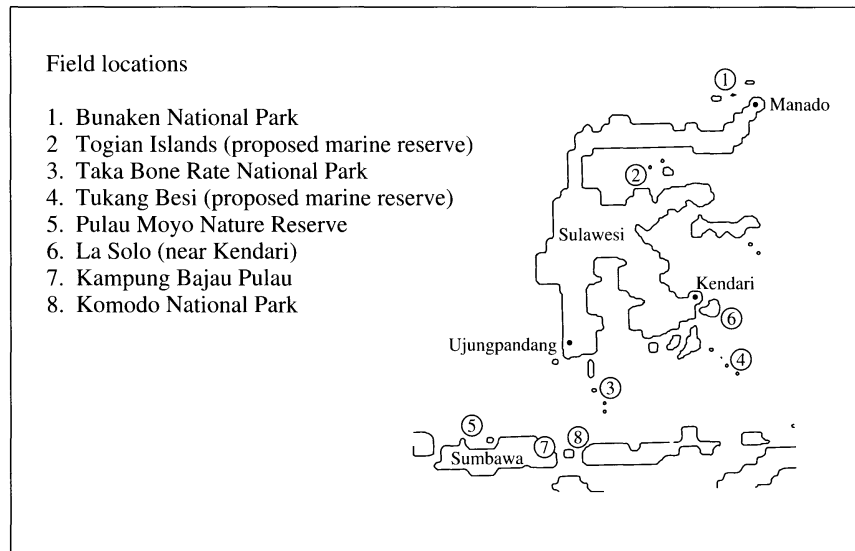 Field locations
1. Bunaken National Park
2 Togian Islands (proposed marine reserve)
3. Taka Bone Rate National Park
4. Tukang Besi (proposed marine reserve)
5. Pulau Moyo Nature Reserve
6. La Solo (near Kendari)
7. Kampung Bajau Pulau
8. Komodo National Park
1
Manado
2
Sulawesi
Kendari
6
Ujungpandang
4
3
5
7
8
Sumbawa